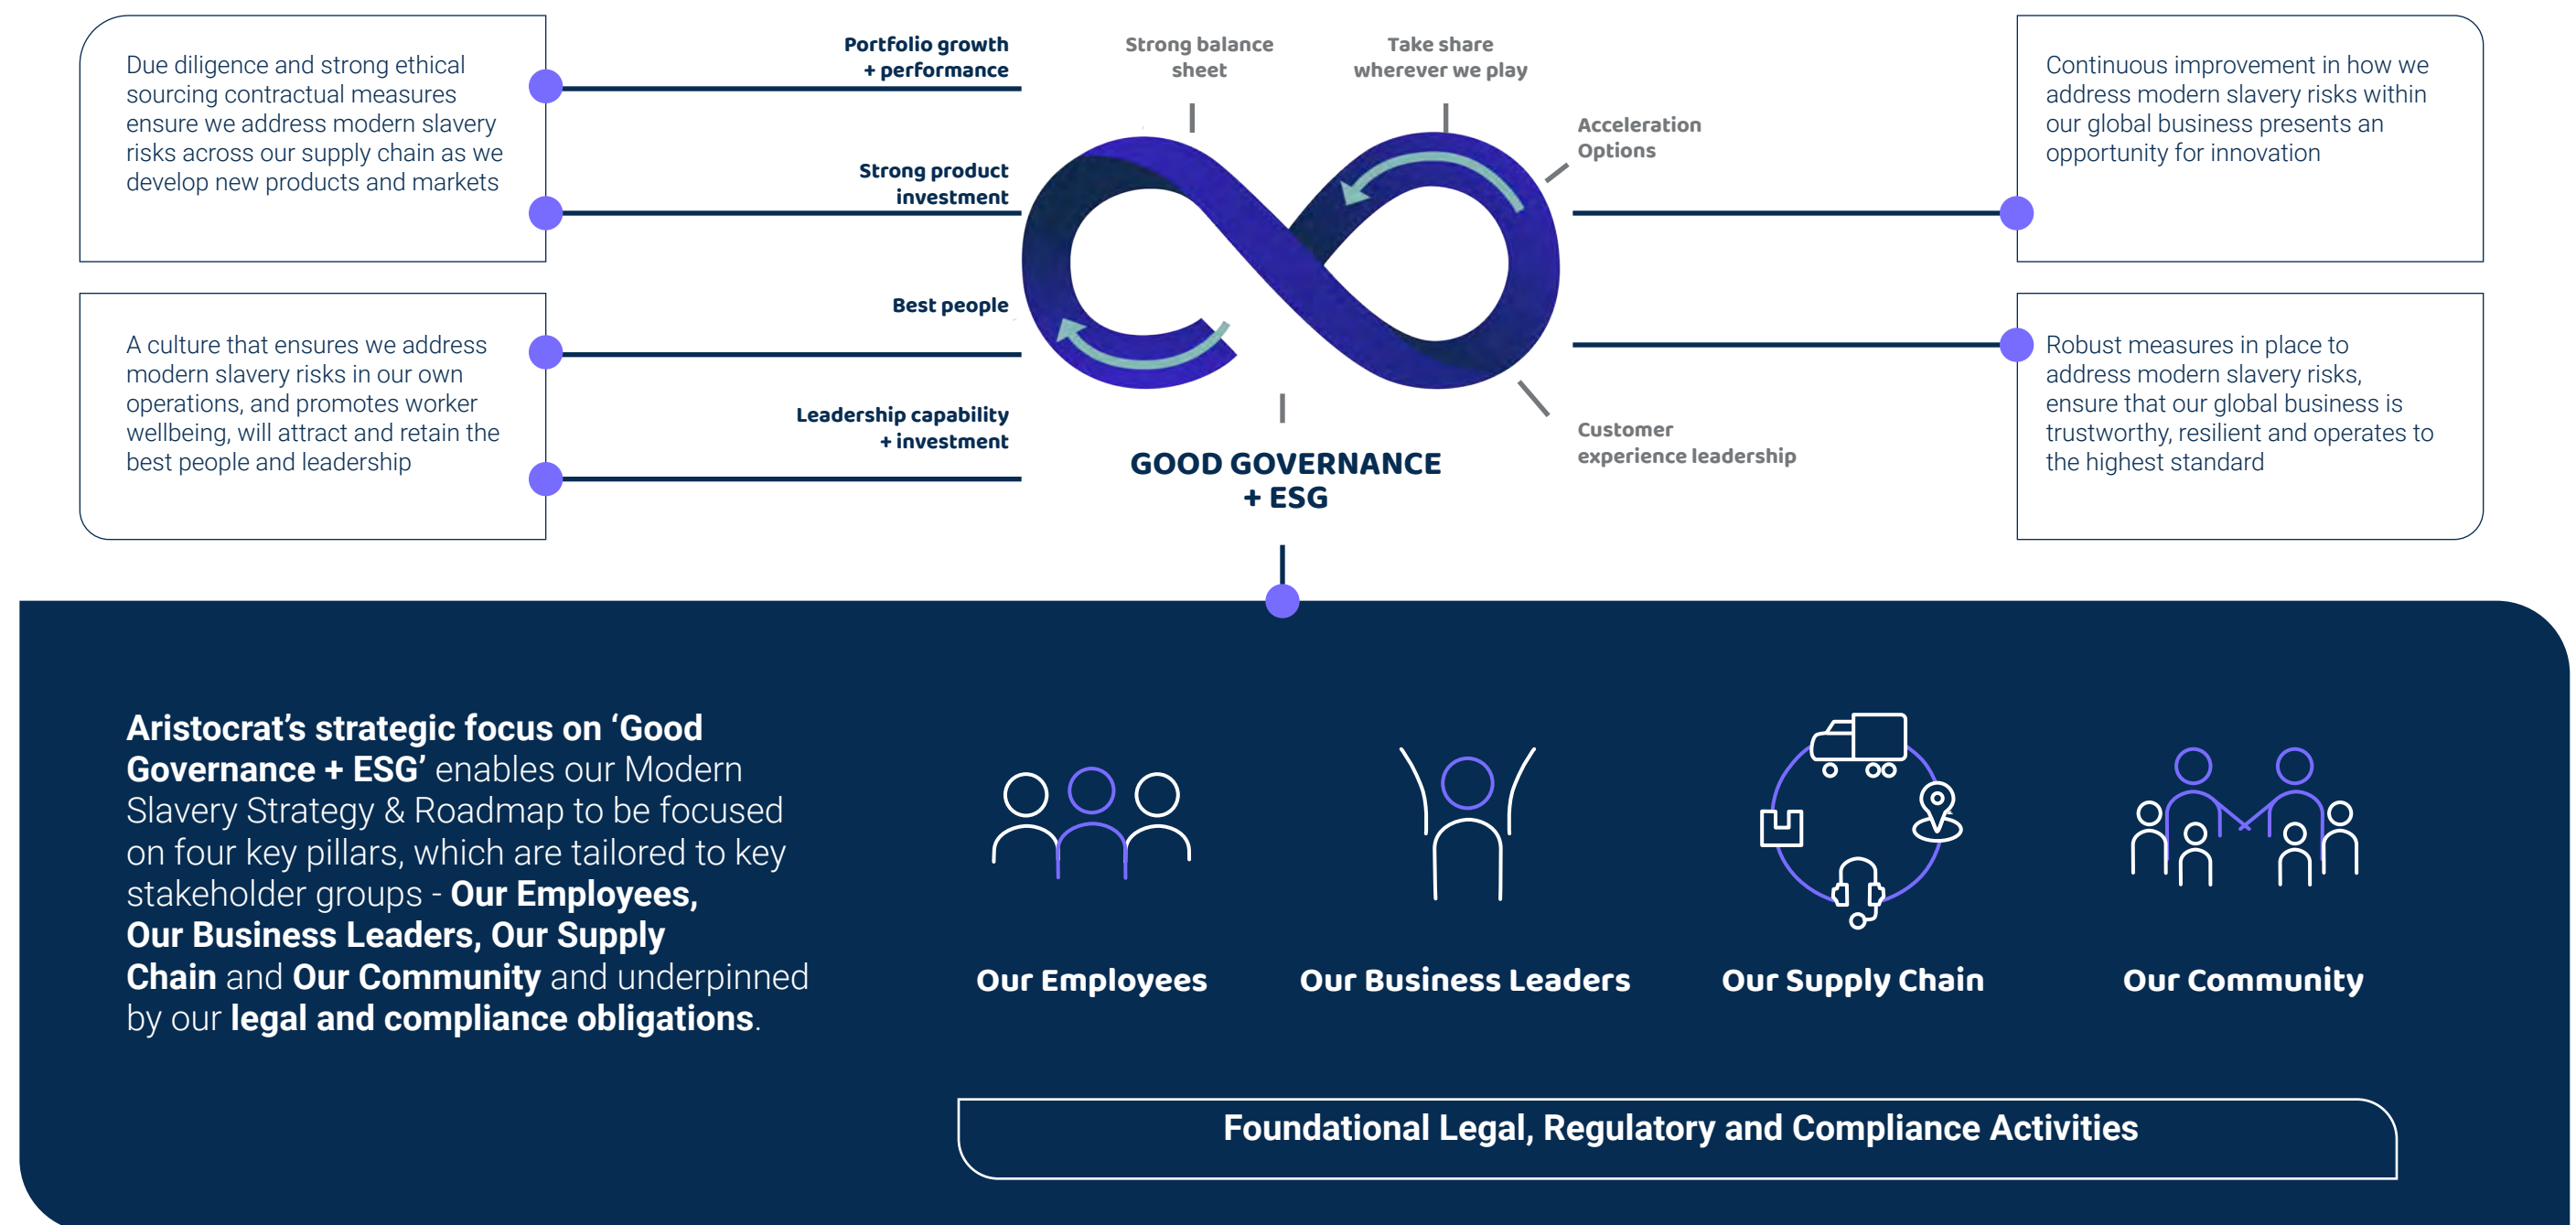 Due diligence and strong ethical
sourcing contractual measures
ensure we address modern slavery
risks across our supply chain as we
develop new products and markets
A culture that ensures we address
modern slavery risks in our own
operations, and promotes worker
wellbeing, will attract and retain the
best people and leadership
Portfolio growth
+ performance
Strong product
investment
Best people
Leadership capability
+ investment
Strong balance
sheet
Take share
wherever we play
Acceleration
Options
Customer
experience leadership
GOOD GOVERNANCE
+ ESG
Continuous improvement in how we
address modern slavery risks within
our global business presents an
opportunity for innovation
Robust measures in place to
address modern slavery risks,
ensure that our global business is
trustworthy, resilient and operates to
the highest standard
Aristocrat’s strategic focus on ‘Good
Governance + ESG’ enables our Modern
Slavery Strategy & Roadmap to be focused
on four key pillars, which are tailored to key
stakeholder groups - Our Employees,
Our Business Leaders, Our Supply
Chain and Our Community and underpinned
by our legal and compliance obligations.
Our Employees
Our Business Leaders
Our Supply Chain
Our Community
Foundational Legal, Regulatory and Compliance Activities